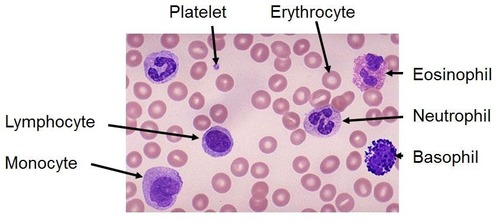 Platelet
Erythrocyte
Eosinophil
Neutrophil
Lymphocyte
Monocyte
Basophil